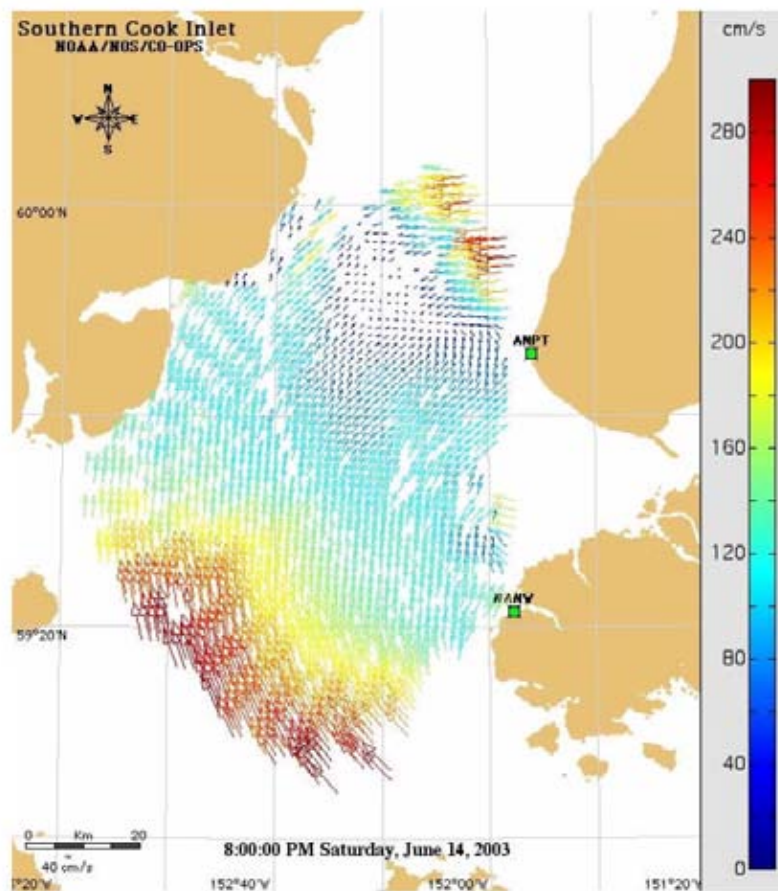 Southern Cook Inlet
NOAA/NOS/CO-OPS
cm/s
N
W E
S
280
60°00'N
240
200
ANPT
160
120
NANW
59°20'N
80
40
0 Km 20
40 cm/s
8:00:00 PM Saturday, June 14, 2003
0
°20'W
152°40'W
152°00'W
151°20'